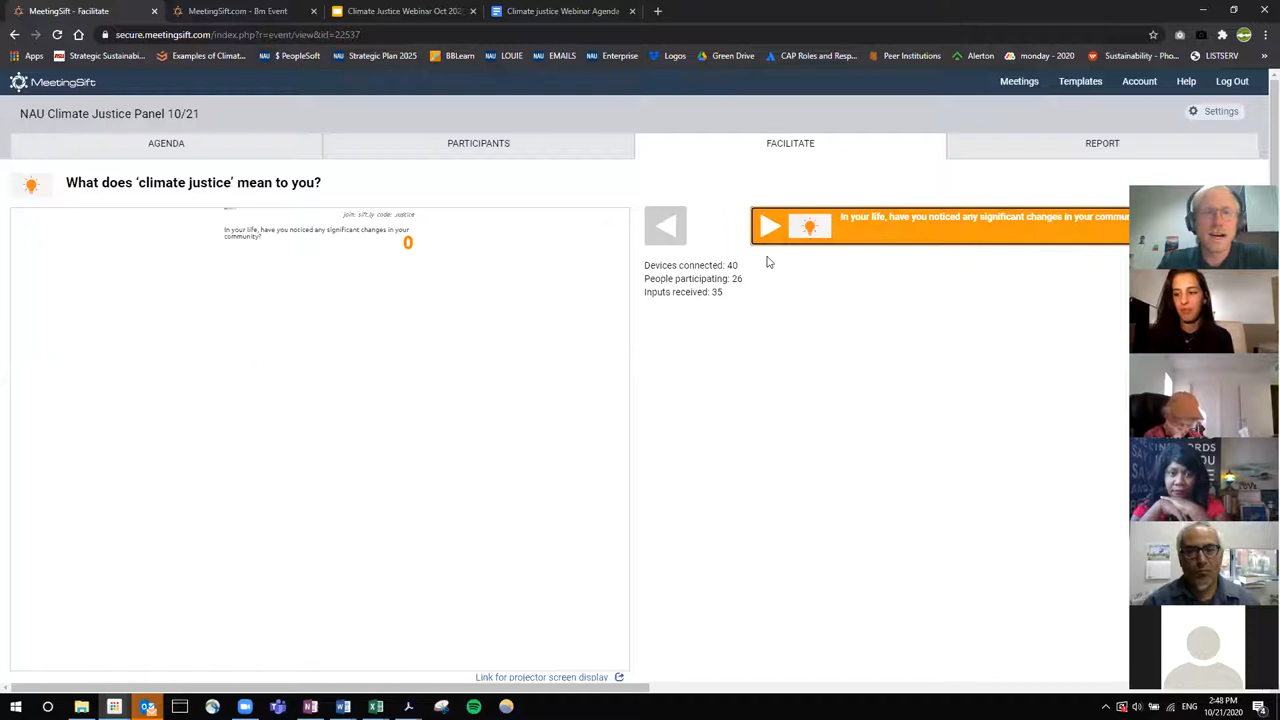 MeetingSift - Facilitate
MeetingSift.com - Bm Event
Climate Justice Webinar Oct 202
Climate justice Webinar Agenda
secure.meetingsift.com/index.php?r=event/view&id=22537
Apps
Strategic Sustainabi...
Examples of Climat...
NAU $ PeopleSoft
NAU Strategic Plan 2025
BBLearn
NAU LOUIE
NAU EMAILS
NAU Enterprise
Logos
Green Drive
CAP Roles and Resp...
Peer Institutions
Alerton
monday - 2020
Sustainability - Pho...
LISTSERV
MeetingSift
Meetings
Templates
Account
Help
Log Out
NAU Climate Justice Panel 10/21
Settings
AGENDA
PARTICIPANTS
FACILITATE
REPORT
What does ‘climate justice’ mean to you?
join: sift.ly code: Justice
In your life, have you noticed any significant changes in your
community?
0
In your life, have you noticed any significant changes in your commu
Devices connected: 40
People participating: 26
Inputs received: 35
Link for projector screen display
ENG
2:48 PM
10/21/2020